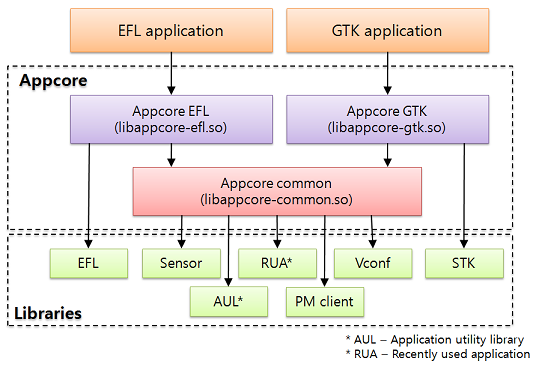 EFL application
GTK application
Appcore
Appcore EFL
(libappcore-efl.so)
Appcore GTK
(libappcore-gtk.so)
Appcore common
(libappcore-common.so)
EFL
Sensor
RUA*
Vconf
STK
AUL*
PM client
Libraries
* AUL – Application utility library
* RUA – Recently used application